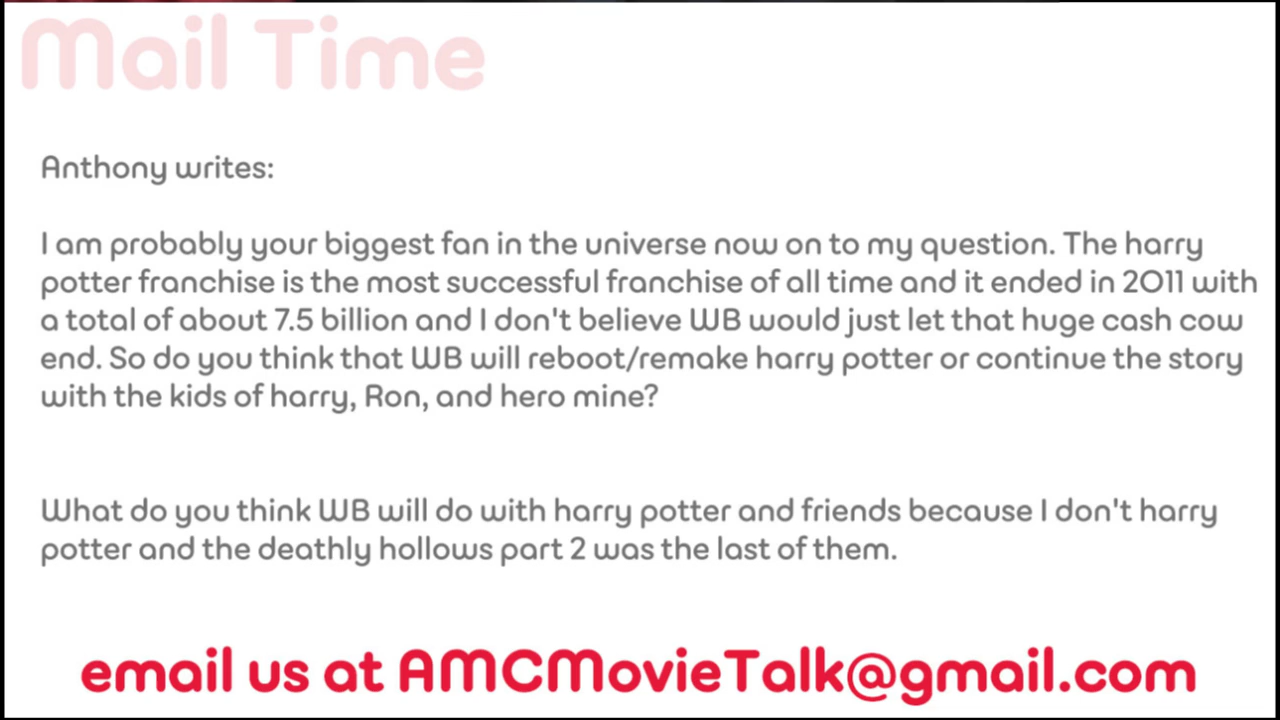 Mail Time
Anthony writes:
I am probably your biggest fan in the universe now on to my question. The harry
potter franchise is the most successful franchise of all time and it ended in 2011 with
a total of about 7.5 billion and I don't believe WB would just let that huge cash cow
end. So do you think that WB will reboot/remake harry potter or continue the story
with the kids of harry, Ron, and hero mine?
What do you think WB will do with harry potter and friends because I don't harry
potter and the deathly hollows part 2 was the last of them.
email us at AMCMovieTalk@gmail.com